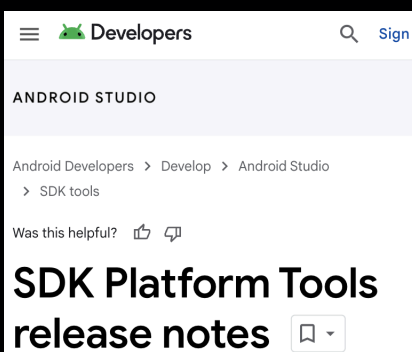 Developers
Sign
ANDROID STUDIO
Android Developers > Develop > Android Studio
> SDK tools
Was this helpful?
SDK Platform Tools
release notes